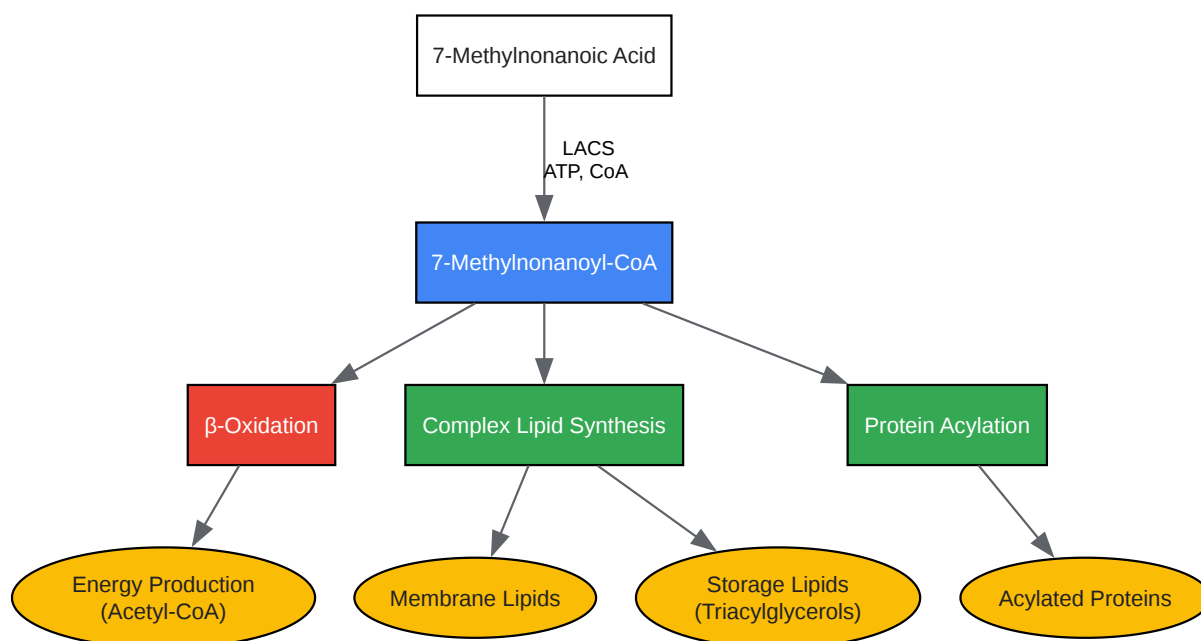 7-Methylnonanoic Acid
LACS
ATP, CoA
7-Methylnonanoyl-CoA
β-Oxidation
Complex Lipid Synthesis
Protein Acylation
Energy Production
(Acetyl-CoA)
Membrane Lipids
Storage Lipids
(Triacylglycerols)
Acylated Proteins